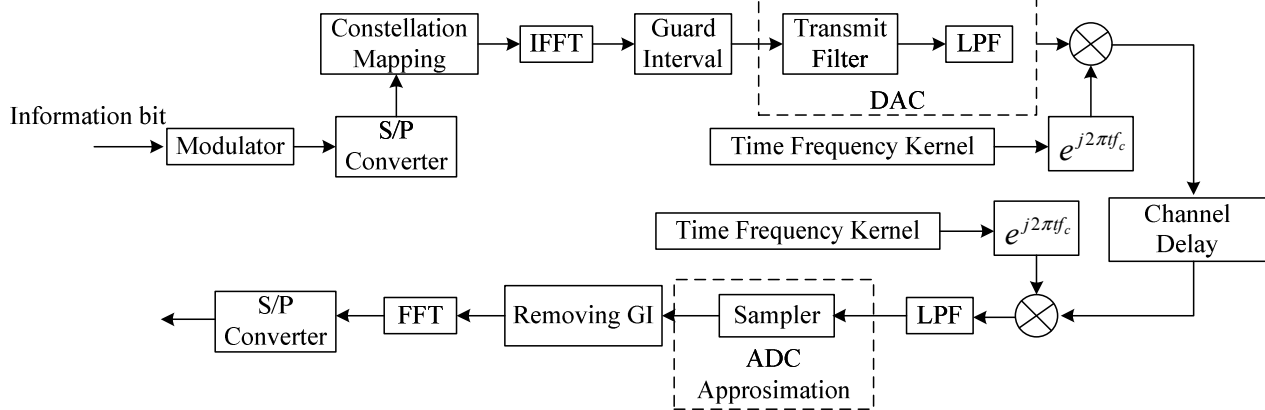 Information bit
Modulator
S/P
Converter
Constellation
Mapping
IFFT
Guard
Interval
Transmit
Filter
LPF
DAC
Time Frequency Kernel
e^{j2πtf_c}
Channel
Delay
Time Frequency Kernel
e^{j2πtf_c}
LPF
Sampler
ADC
Approsimation
Removing GI
FFT
S/P
Converter